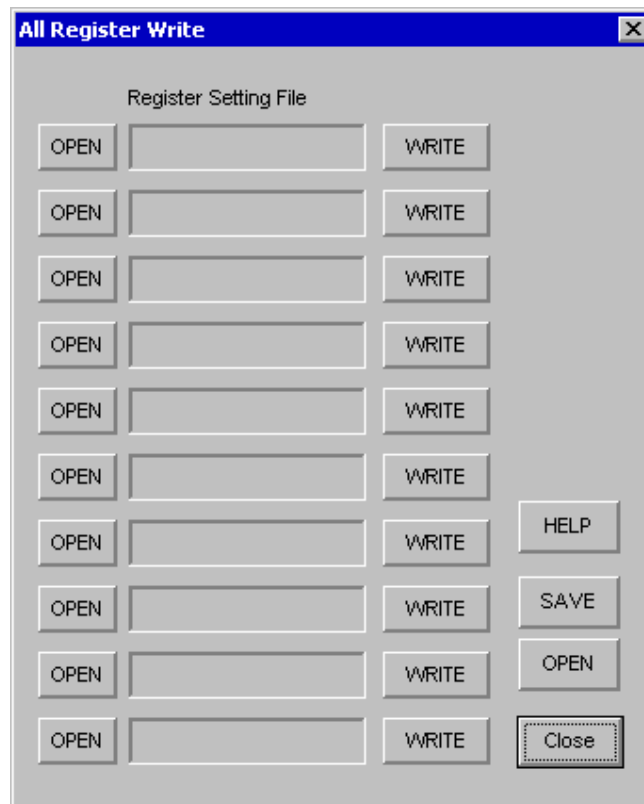 All Register Write
Register Setting File
OPEN WRITE
OPEN WRITE
OPEN WRITE
OPEN WRITE
OPEN WRITE
OPEN WRITE
OPEN WRITE HELP
OPEN WRITE SAVE
OPEN WRITE OPEN
OPEN WRITE Close